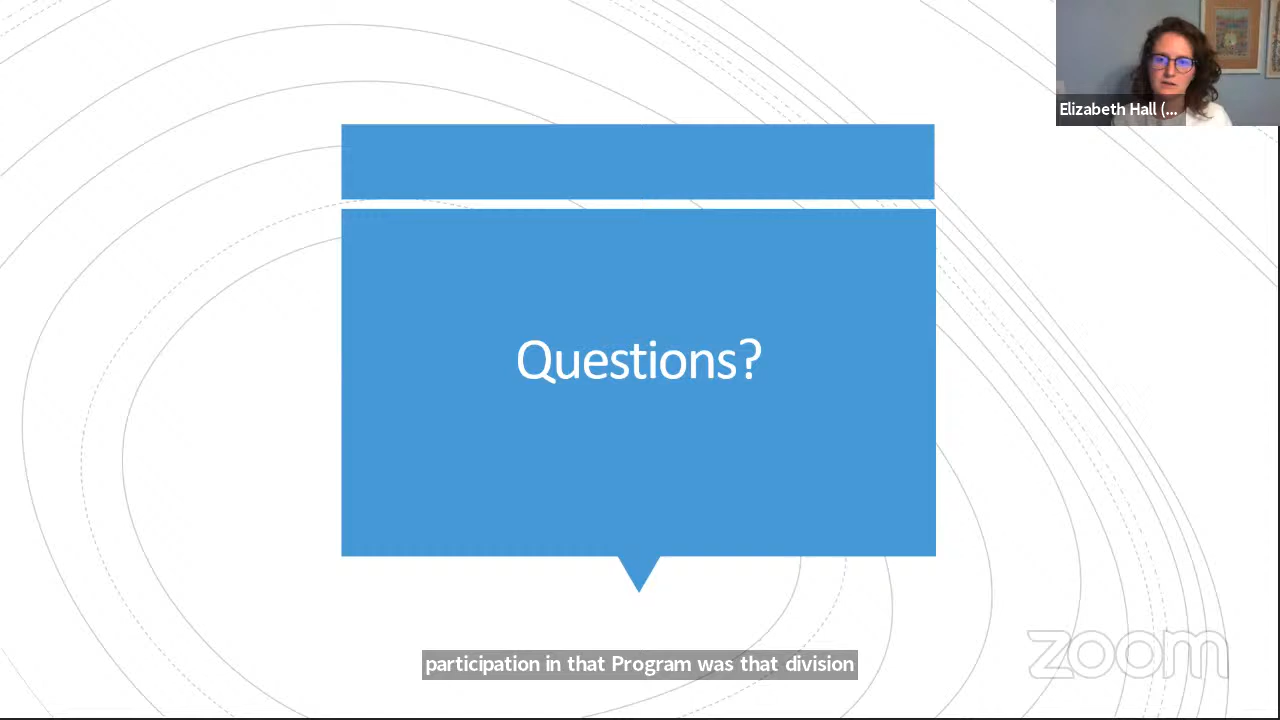 Elizabeth Hall (...
Questions?
participation in that Program was that division
zoom